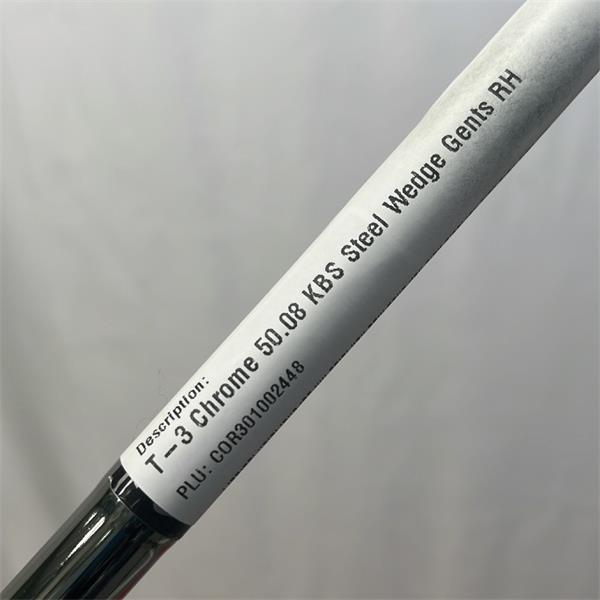 Description:
T-3 Chrome 50.08 KBS Steel Wedge Gents RH
PLU: COR301002448